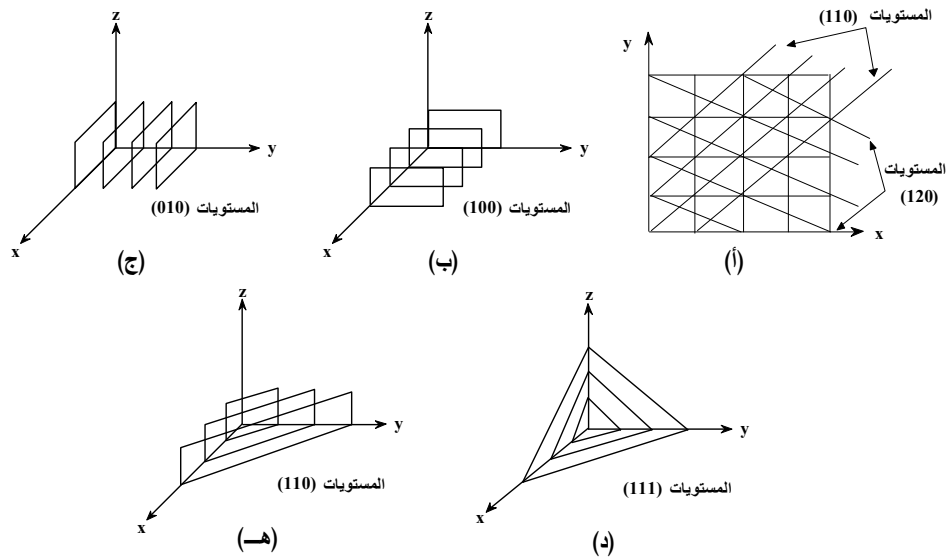 z
y
x
المستويات (010)
(ج)
z
y
x
المستويات (100)
(ب)
y
x
المستويات (110)
المستويات
(120)
(أ)
z
y
x
المستويات (110)
(هـ)
z
y
x
المستويات (111)
(د)